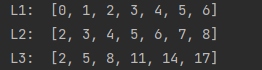 L1:  [0, 1, 2, 3, 4, 5, 6]
L2:  [2, 3, 4, 5, 6, 7, 8]
L3:  [2, 5, 8, 11, 14, 17]